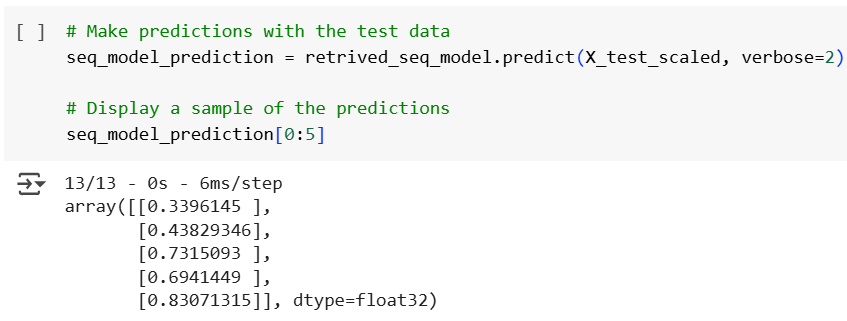 [ ] # Make predictions with the test data
seq_model_prediction = retrived_seq_model.predict(X_test_scaled, verbose=2)
# Display a sample of the predictions
seq_model_prediction[0:5]
13/13 - 0s - 6ms/step
array([[0.3396145 ],
[0.43829346],
[0.7315093 ],
[0.6941449 ],
[0.83071315]], dtype=float32)